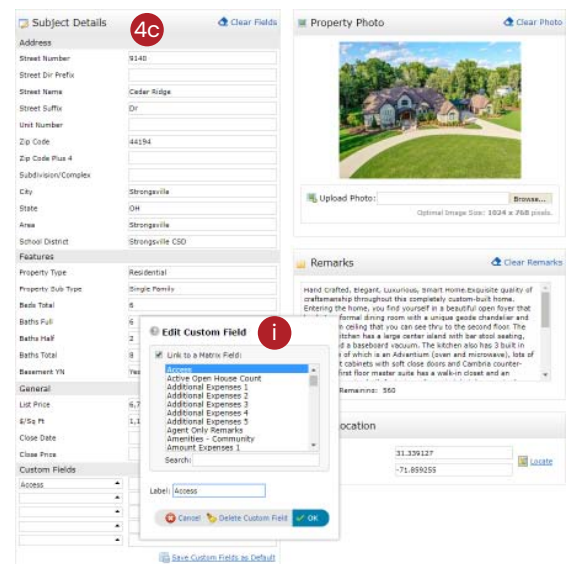 Subject Details
4c
Clear Fields
Address
Street Number 9140
Street Dir Prefix
Street Name Cedar Ridge
Street Suffix Dr
Unit Number
Zip Code 44194
Zip Code Plus 4
Subdivision/Complex
City Strongsville
State OH
Area Strongsville
School District Strongsville CSD
Features
Property Type Residential
Property Sub Type Single Family
Beds Total 6
Baths Full 6
Baths Half 2
Baths Total 8
Basement YN Yes
General
List Price 6,7
$/Sq Ft 1,1
Close Date
Close Price
Custom Fields
Access
Save Custom Fields as Default
Edit Custom Field
i
Link to a Matrix Field:
Access
Active Open House Count
Additional Expenses 1
Additional Expenses 2
Additional Expenses 3
Additional Expenses 4
Additional Expenses 5
Agent Only Remarks
Amenities - Community
Amount Expenses 1
Search:
Label: Access
Cancel Delete Custom Field OK
Property Photo
Clear Photo
Upload Photo: Browse...
Optimal Image Size: 1024 x 768 pixels.
Remarks
Clear Remarks
Hand Crafted, Elegant, Luxurious, Smart Home.Exquisite quality of
craftsmanship throughout this completely custom-built home.
Entering the home, you find yourself in a beautiful open foyer that
formal dining room with a unique geode chandelier and
ceiling that you can see thru to the second floor. The
kitchen has a large center island with bar stool seating,
d a baseboard vacuum. The kitchen also has 3 built in
of which is an Advantium (oven and microwave), lots of
t cabinets with soft close doors and Cambria counter-
first floor master suite has a walk-in closet and an
Remaining: 560
ocation
31.339127
-71.859255
Locate